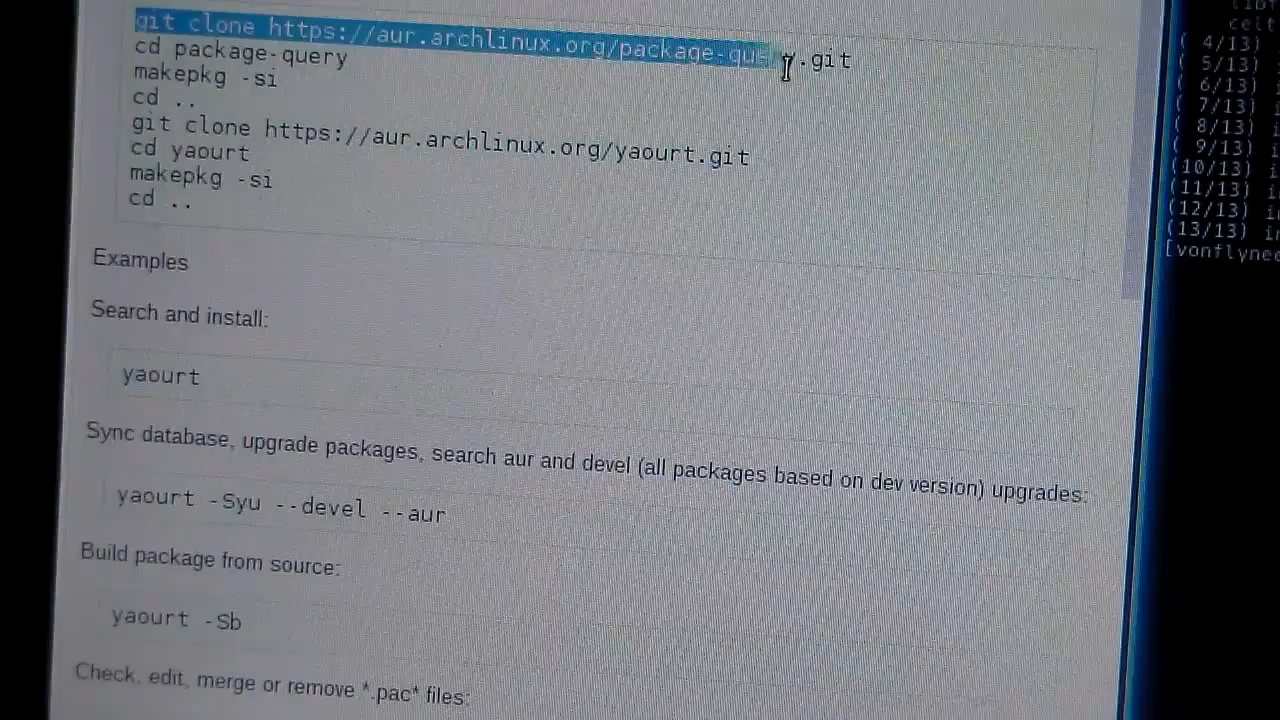 git clone https://aur.archlinux.org/package-query.git
cd package-query
makepkg -si
cd ..
git clone https://aur.archlinux.org/yaourt.git
cd yaourt
makepkg -si
cd ..
Examples
Search and install:
yaourt
Sync database, upgrade packages, search aur and devel (all packages based on dev version) upgrades:
yaourt -Syu --devel --aur
Build package from source:
yaourt -Sb
Check, edit, merge or remove *.pac* files:
celt
( 4/13)
( 5/13)
( 6/13)
( 7/13)
( 8/13)
( 9/13)
(10/13)
(11/13)
(12/13)
(13/13)
[vonflyne